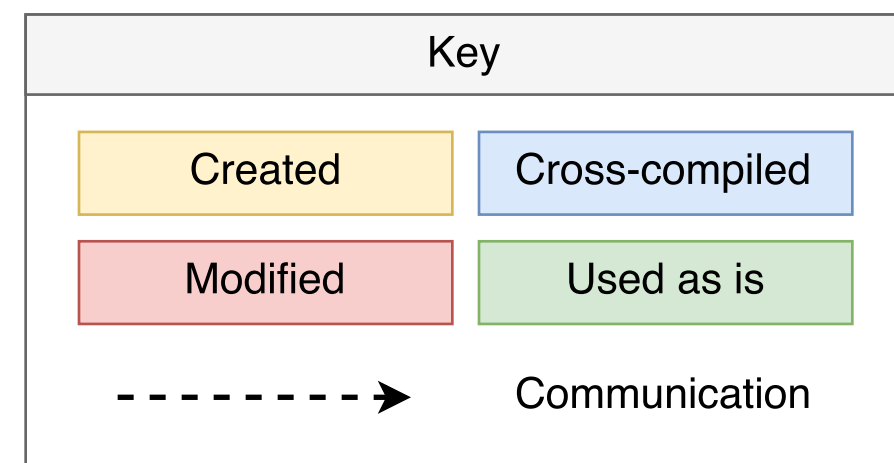 Key
Created
Cross-compiled
Modified
Used as is
Communication